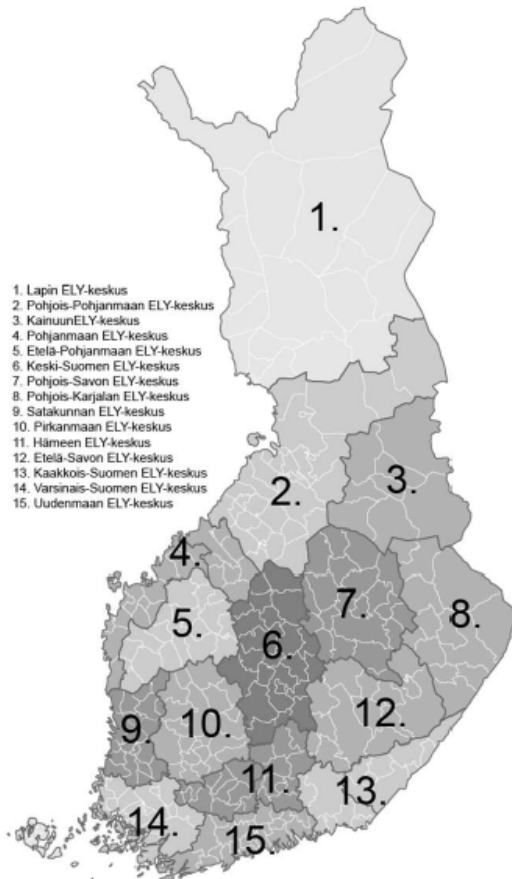 1.
1. Lapin ELY-keskus
2. Pohjois-Pohjanmaan ELY-keskus
3. KainuunELY-keskus
4. Pohjanmaan ELY-keskus
5. Etelä-Pohjanmaan ELY-keskus
6. Keski-Suomen ELY-keskus
7. Pohjois-Savon ELY-keskus
8. Pohjois-Karjalan ELY-keskus
9. Satakunnan ELY-keskus
10. Pirkanmaan ELY-keskus
11. Hämeen ELY-keskus
12. Etelä-Savon ELY-keskus
13. Kaakkois-Suomen ELY-keskus
14. Varsinais-Suomen ELY-keskus
15. Uudenmaan ELY-keskus
2.
3.
4.
5.
6.
7.
8.
9.
10.
11.
12.
13.
14.
15.